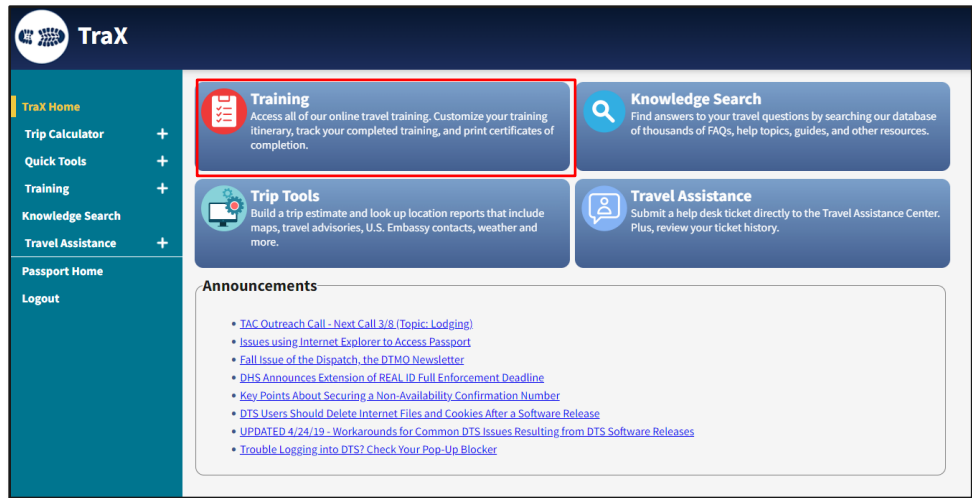 TraX
TraX Home
Trip Calculator +
Quick Tools +
Training +
Knowledge Search
Travel Assistance +
Passport Home
Logout
Training
Access all of our online travel training. Customize your training
itinerary, track your completed training, and print certificates of
completion.
Knowledge Search
Find answers to your travel questions by searching our database
of thousands of FAQs, help topics, guides, and other resources.
Trip Tools
Build a trip estimate and look up location reports that include
maps, travel advisories, U.S. Embassy contacts, weather and
more.
Travel Assistance
Submit a help desk ticket directly to the Travel Assistance Center.
Plus, review your ticket history.
Announcements
• TAC Outreach Call - Next Call 3/8 (Topic: Lodging)
• Issues using Internet Explorer to Access Passport
• Fall Issue of the Dispatch, the DTMO Newsletter
• DHS Announces Extension of REAL ID Full Enforcement Deadline
• Key Points About Securing a Non-Availability Confirmation Number
• DTS Users Should Delete Internet Files and Cookies After a Software Release
• UPDATED 4/24/19 - Workarounds for Common DTS Issues Resulting from DTS Software Releases
• Trouble Logging into DTS? Check Your Pop-Up Blocker